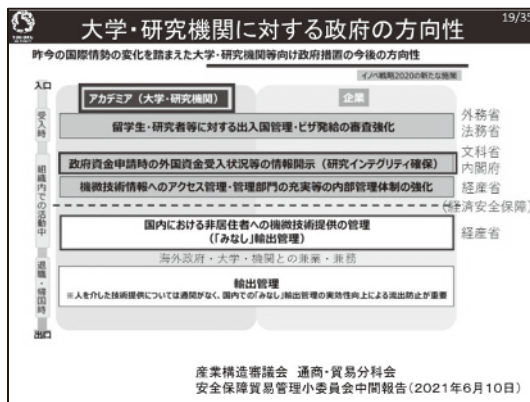 19/35
大学・研究機関に対する政府の方向性
昨今の国際情勢の変化を踏まえた大学・研究機関等向け政府措置の今後の方向性
イノベ戦略2020の新たな施策
入口
アカデミア（大学・研究機関）
企業
受入時
留学生・研究者等に対する出入国管理・ビザ発給の審査強化
外務省
法務省
組織内での活動中
政府資金申請時の外国資金受入状況等の情報開示（研究インテグリティ確保）
文科省
内閣府
機微技術情報へのアクセス管理・管理部門の充実等の内部管理体制の強化
経産省
(経済安全保障)
国内における非居住者への機微技術提供の管理
（「みなし」輸出管理）
経産省
海外政府・大学・機関との兼業・兼務
退職・帰国時
輸出管理
※人を介した技術提供については通関がなく、国内での「みなし」輸出管理の実効性向上による流出防止が重要
出口
産業構造審議会 通商・貿易分科会
安全保障貿易管理小委員会中間報告（2021年6月10日）